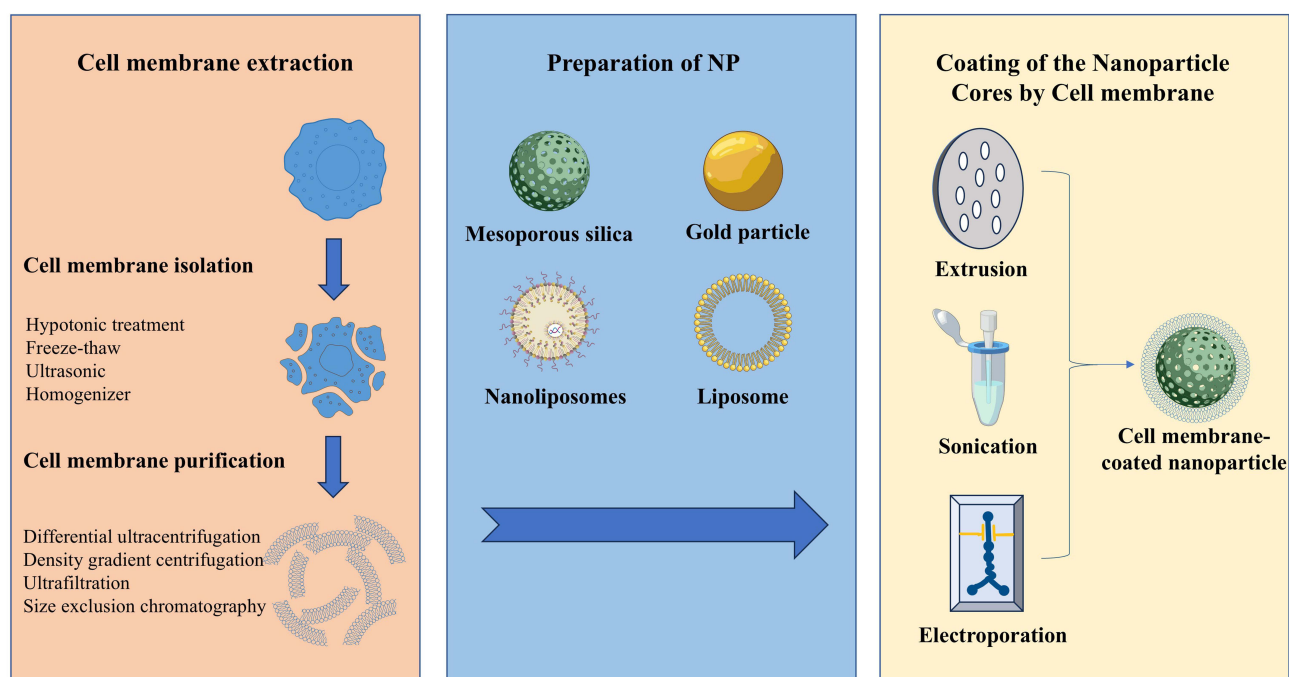 Cell membrane extraction
Cell membrane isolation
Hypotonic treatment
Freeze-thaw
Ultrasonic
Homogenizer
Cell membrane purification
Differential ultracentrifugation
Density gradient centrifugation
Ultrafiltration
Size exclusion chromatography
Preparation of NP
Mesoporous silica
Gold particle
Nanoliposomes
Liposome
Coating of the Nanoparticle
Cores by Cell membrane
Extrusion
Sonication
Electroporation
Cell membrane-
coated nanoparticle